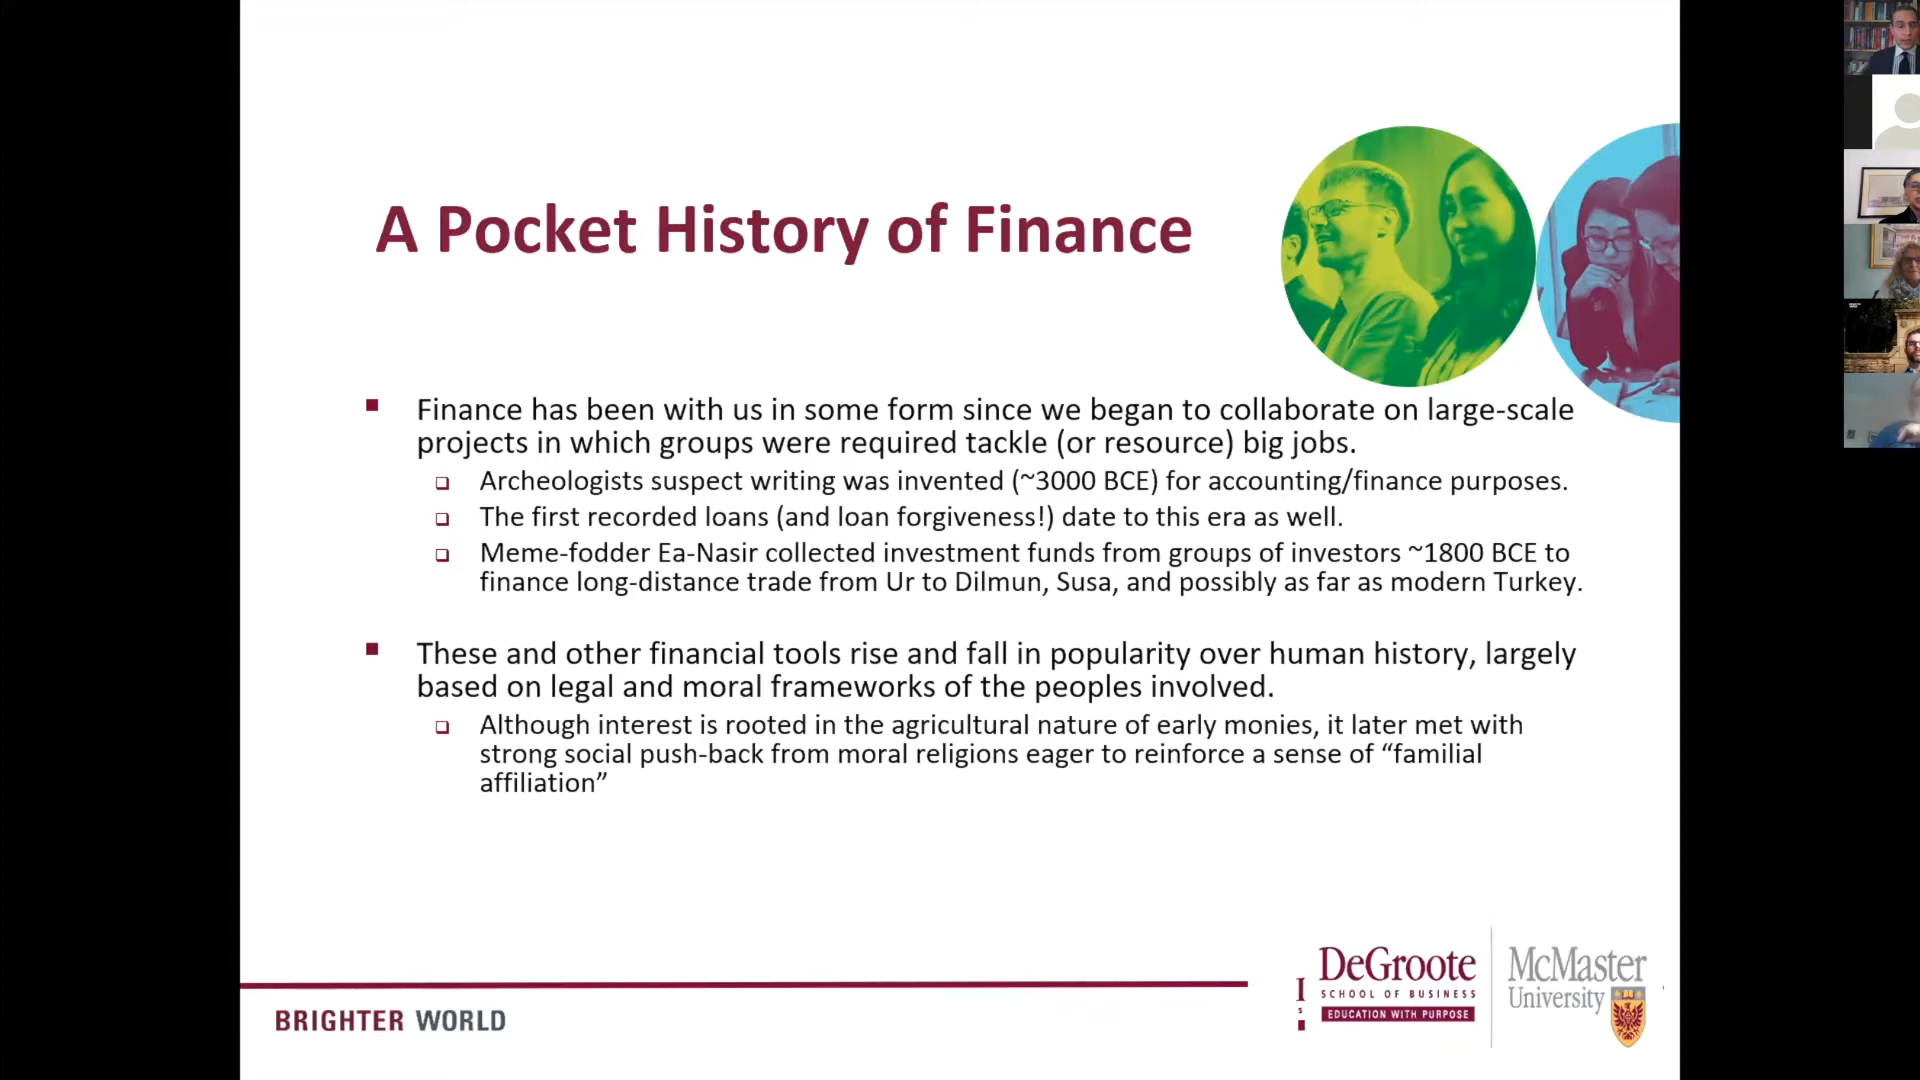 A Pocket History of Finance
Finance has been with us in some form since we began to collaborate on large-scale
projects in which groups were required tackle (or resource) big jobs.
Archeologists suspect writing was invented (~3000 BCE) for accounting/finance purposes.
The first recorded loans (and loan forgiveness!) date to this era as well.
Meme-fodder Ea-Nasir collected investment funds from groups of investors ~1800 BCE to
finance long-distance trade from Ur to Dilmun, Susa, and possibly as far as modern Turkey.
These and other financial tools rise and fall in popularity over human history, largely
based on legal and moral frameworks of the peoples involved.
Although interest is rooted in the agricultural nature of early monies, it later met with
strong social push-back from moral religions eager to reinforce a sense of “familial
affiliation”
BRIGHTER WORLD
DeGroote
SCHOOL OF BUSINESS
EDUCATION WITH PURPOSE
McMaster
University